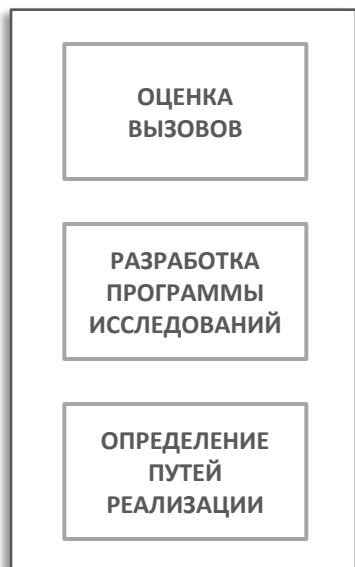 ОЦЕНКА
ВЫЗОВОВ
РАЗРАБОТКА
ПРОГРАММЫ
ИССЛЕДОВАНИЙ
ОПРЕДЕЛЕНИЕ
ПУТЕЙ
РЕАЛИЗАЦИИ